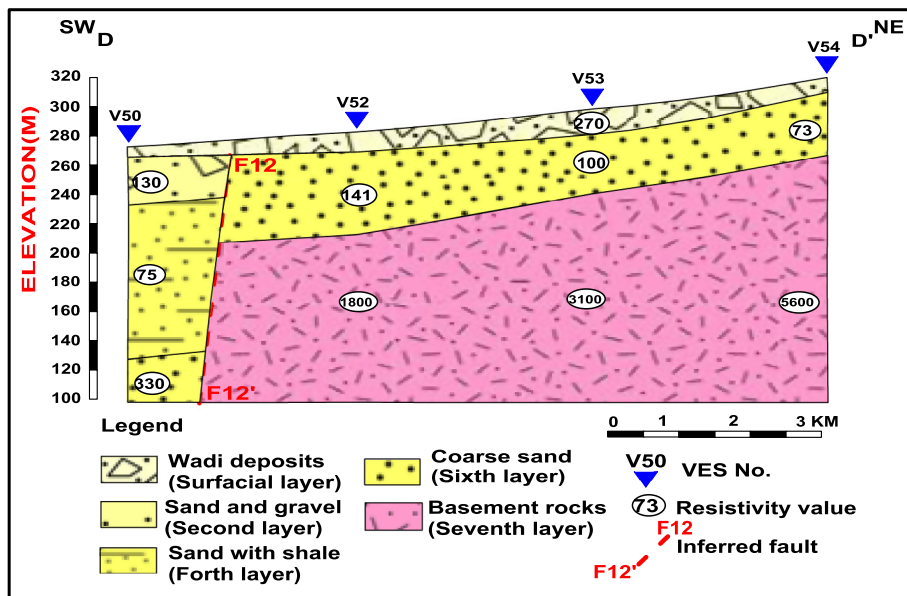 SW D
D' NE
V50
V52
V53
V54
ELEVATION(M)
320
300
280
260
240
220
200
180
160
140
120
100
F12
F12'
130
75
330
141
270
100
73
1800
3100
5600
0 1 2 3 KM
Legend
Wadi deposits
(Surfacial layer)
Sand and gravel
(Second layer)
Sand with shale
(Forth layer)
Coarse sand
(Sixth layer)
Basement rocks
(Seventh layer)
V50
VES No.
73 Resistivity value
F12
Inferred fault
F12'